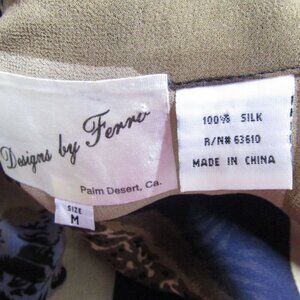 Designs by Ferro
Palm Desert, Ca.
SIZE
M
100% SILK
R/N# 63610
MADE IN CHINA